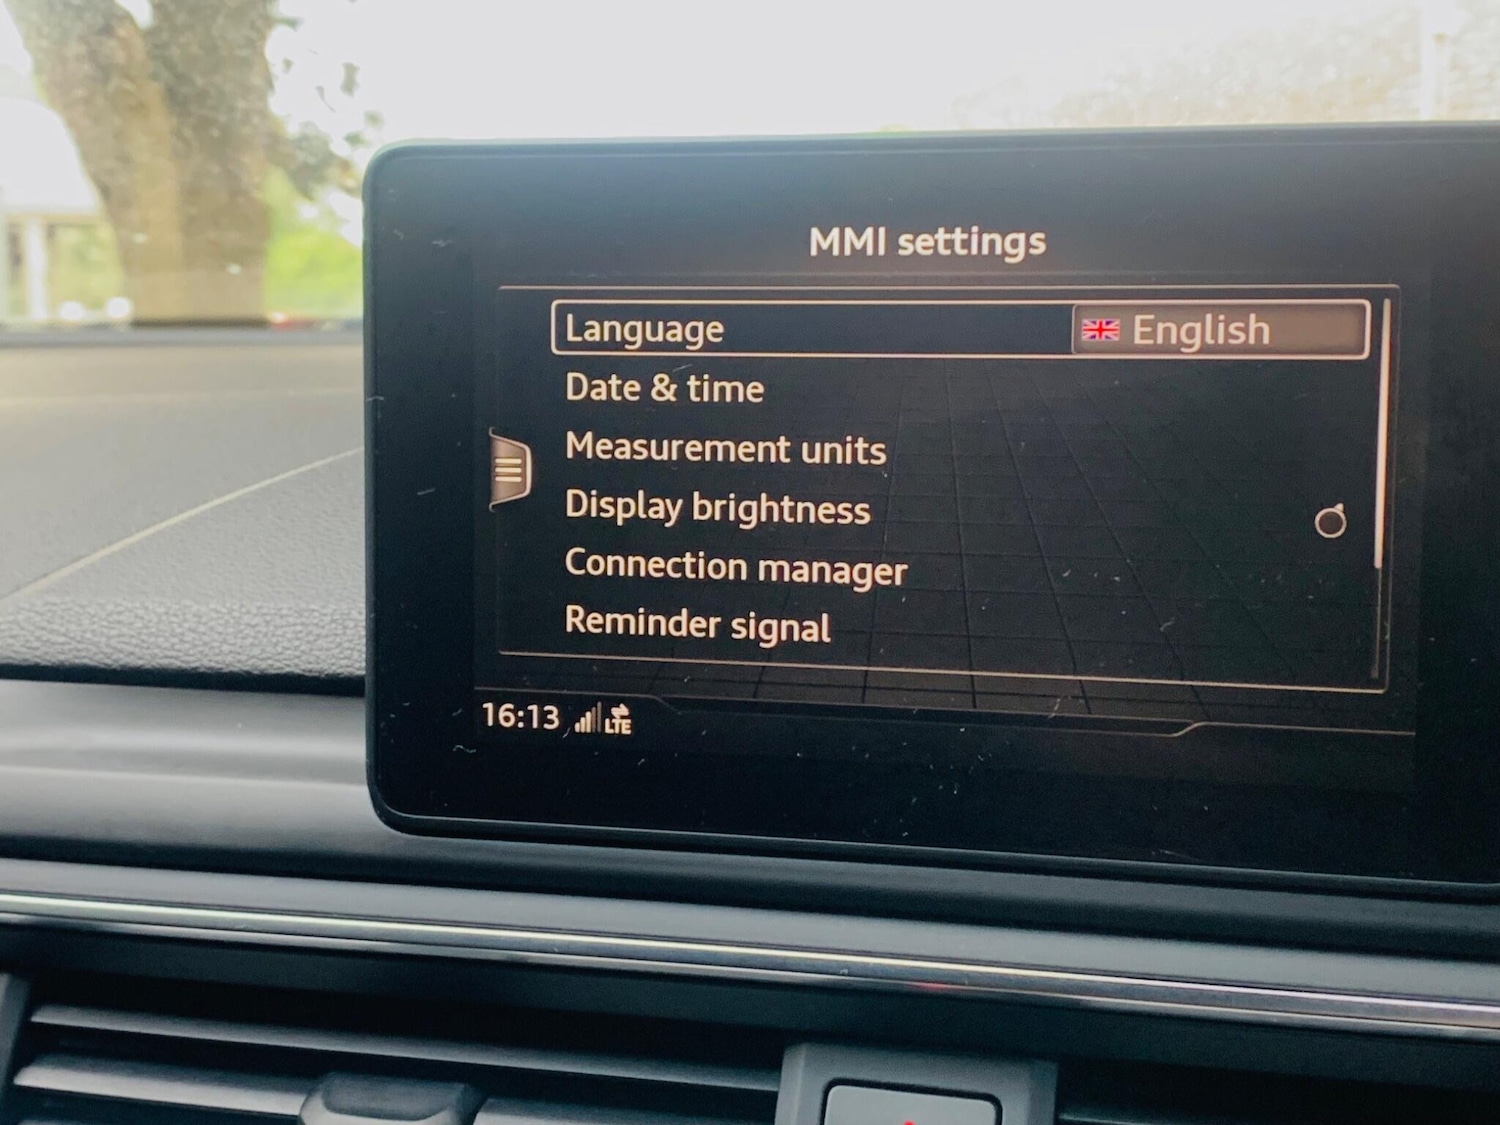 MMI settings
Language English
Date & time
Measurement units
Display brightness
Connection manager
Reminder signal
16:13 LTE